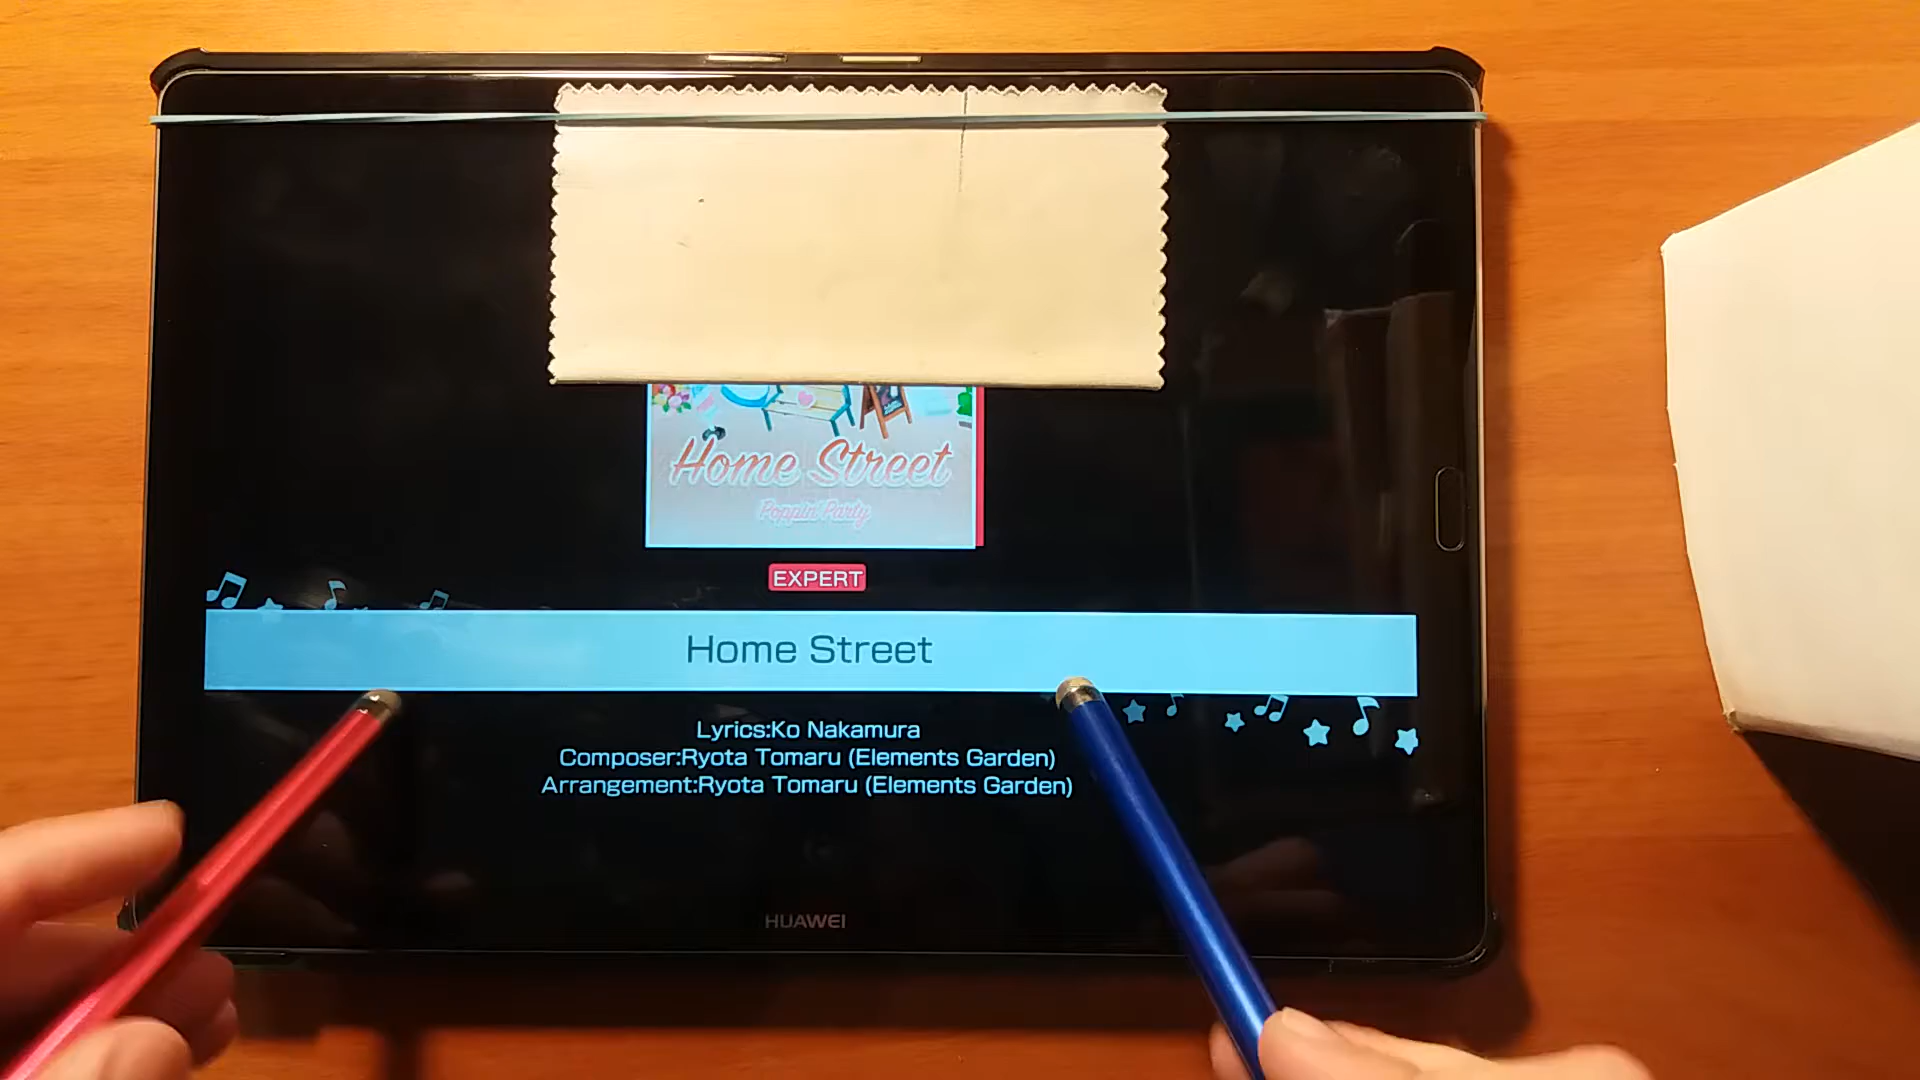 Home Street
Poppin'Party
EXPERT
Home Street
Lyrics:Ko Nakamura
Composer:Ryota Tomaru (Elements Garden)
Arrangement:Ryota Tomaru (Elements Garden)
HUAWEI